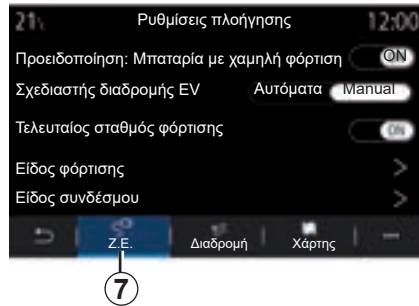 21 Ρυθμίσεις πλοήγησης 12:00
Προειδοποίηση: Μπαταρία με χαμηλή φόρτιση ON
Σχεδιαστής διαδρομής EV Αυτόματα Manual
Τελευταίος σταθμός φόρτισης ON
Είδος φόρτισης
Είδος συνδέσμου
Z.E. Διαδρομή Χάρτης
7